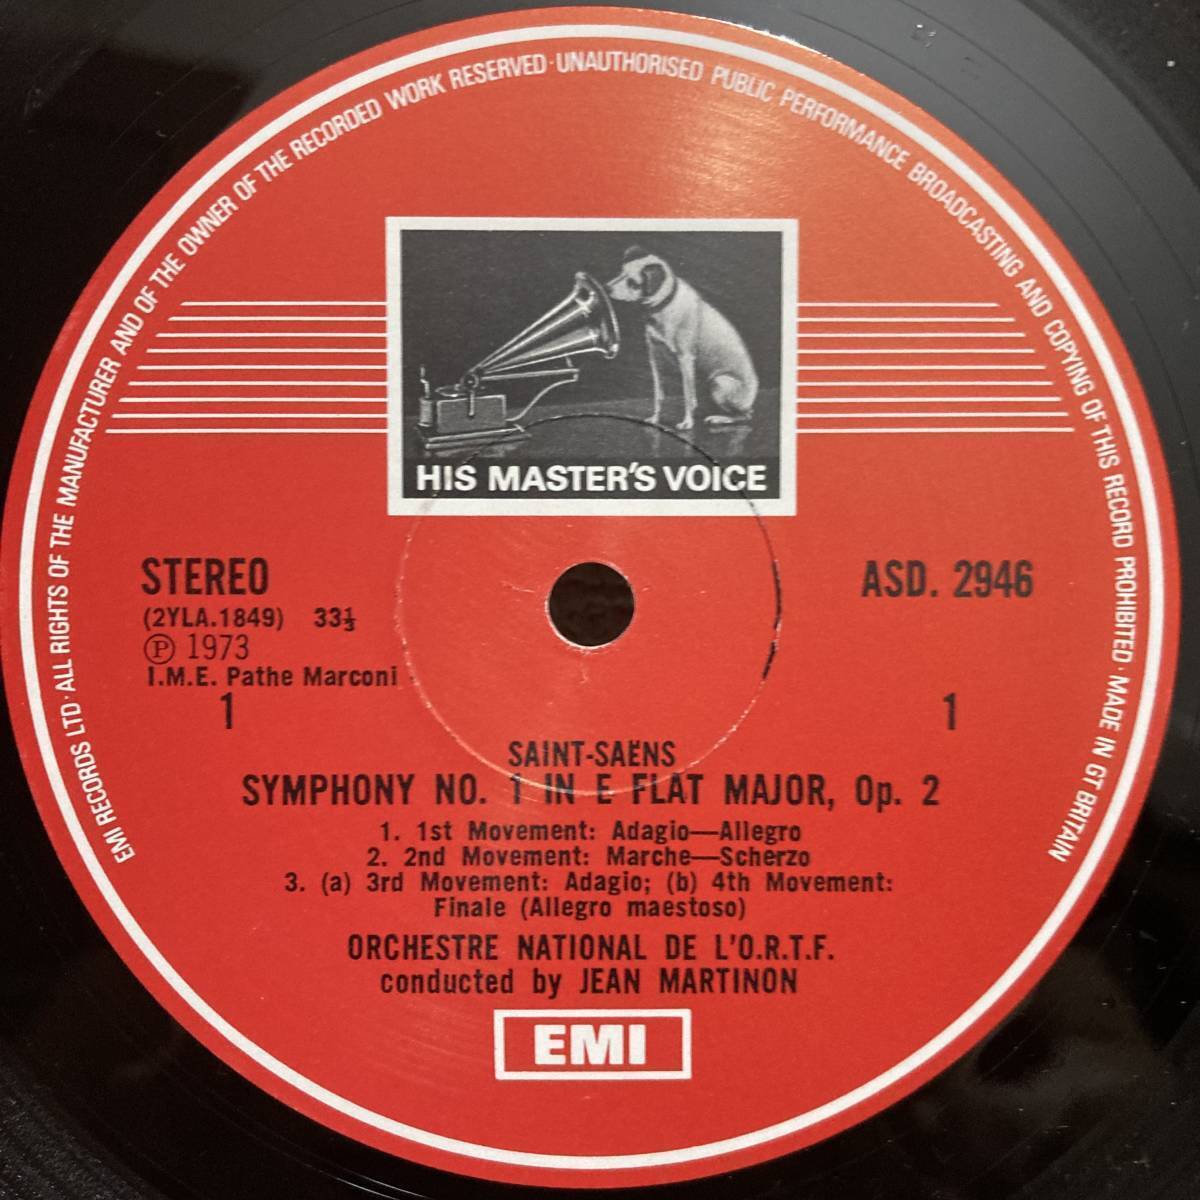 EMI RECORDS LTD · ALL RIGHTS OF THE MANUFACTURER AND OF THE OWNER OF THE RECORDED WORK RESERVED · UNAUTHORISED PUBLIC PERFORMANCE BROADCASTING AND COPYING OF THIS RECORD PROHIBITED · MADE IN GT BRITAIN
HIS MASTER'S VOICE
STEREO
ASD. 2946
(2YLA.1849) 33⅓
Ⓟ 1973
I.M.E. Pathe Marconi
1 1
SAINT-SAËNS
SYMPHONY NO. 1 IN E FLAT MAJOR, Op. 2
1. 1st Movement: Adagio—Allegro
2. 2nd Movement: Marche—Scherzo
3. (a) 3rd Movement: Adagio; (b) 4th Movement:
Finale (Allegro maestoso)
ORCHESTRE NATIONAL DE L'O.R.T.F.
conducted by JEAN MARTINON
EMI